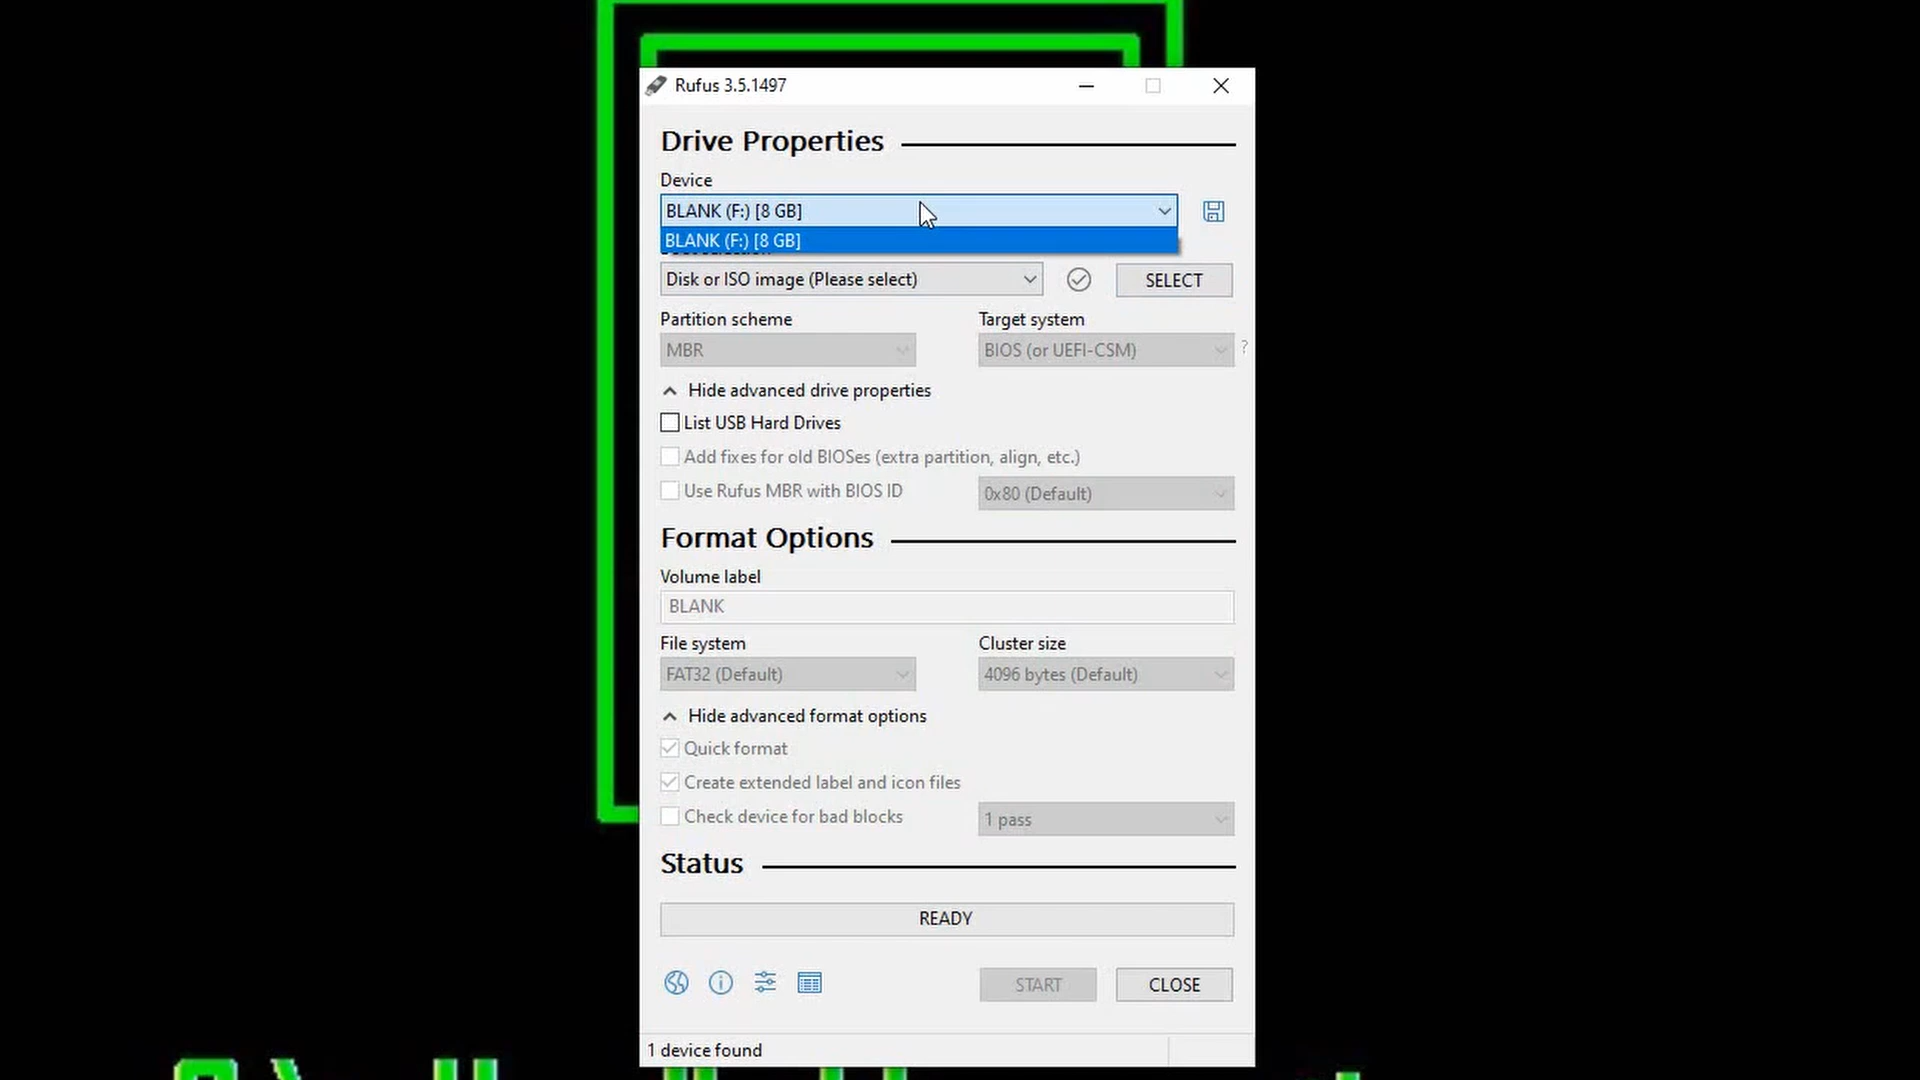 Rufus 3.5.1497
Drive Properties
Device
BLANK (F:) [8 GB]
BLANK (F:) [8 GB]
Disk or ISO image (Please select)
SELECT
Partition scheme
Target system
MBR
BIOS (or UEFI-CSM)
?
Hide advanced drive properties
List USB Hard Drives
Add fixes for old BIOSes (extra partition, align, etc.)
Use Rufus MBR with BIOS ID
0x80 (Default)
Format Options
Volume label
BLANK
File system
Cluster size
FAT32 (Default)
4096 bytes (Default)
Hide advanced format options
Quick format
Create extended label and icon files
Check device for bad blocks
1 pass
Status
READY
START
CLOSE
1 device found